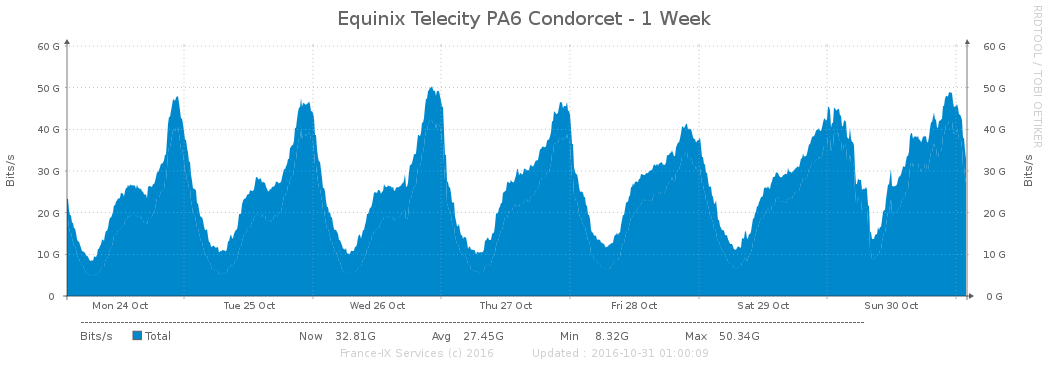 Equinix Telecity PA6 Condorcet - 1 Week
RRDTOOL / TOBI OETIKER
Bits/s
60 G
50 G
40 G
30 G
20 G
10 G
0
60 G
50 G
40 G
30 G
20 G
10 G
0 G
Bits/s
Mon 24 Oct Tue 25 Oct Wed 26 Oct Thu 27 Oct Fri 28 Oct Sat 29 Oct Sun 30 Oct
Bits/s Total Now 32.81G Avg 27.45G Min 8.32G Max 50.34G
France-IX Services (c) 2016 Updated : 2016-10-31 01:00:09